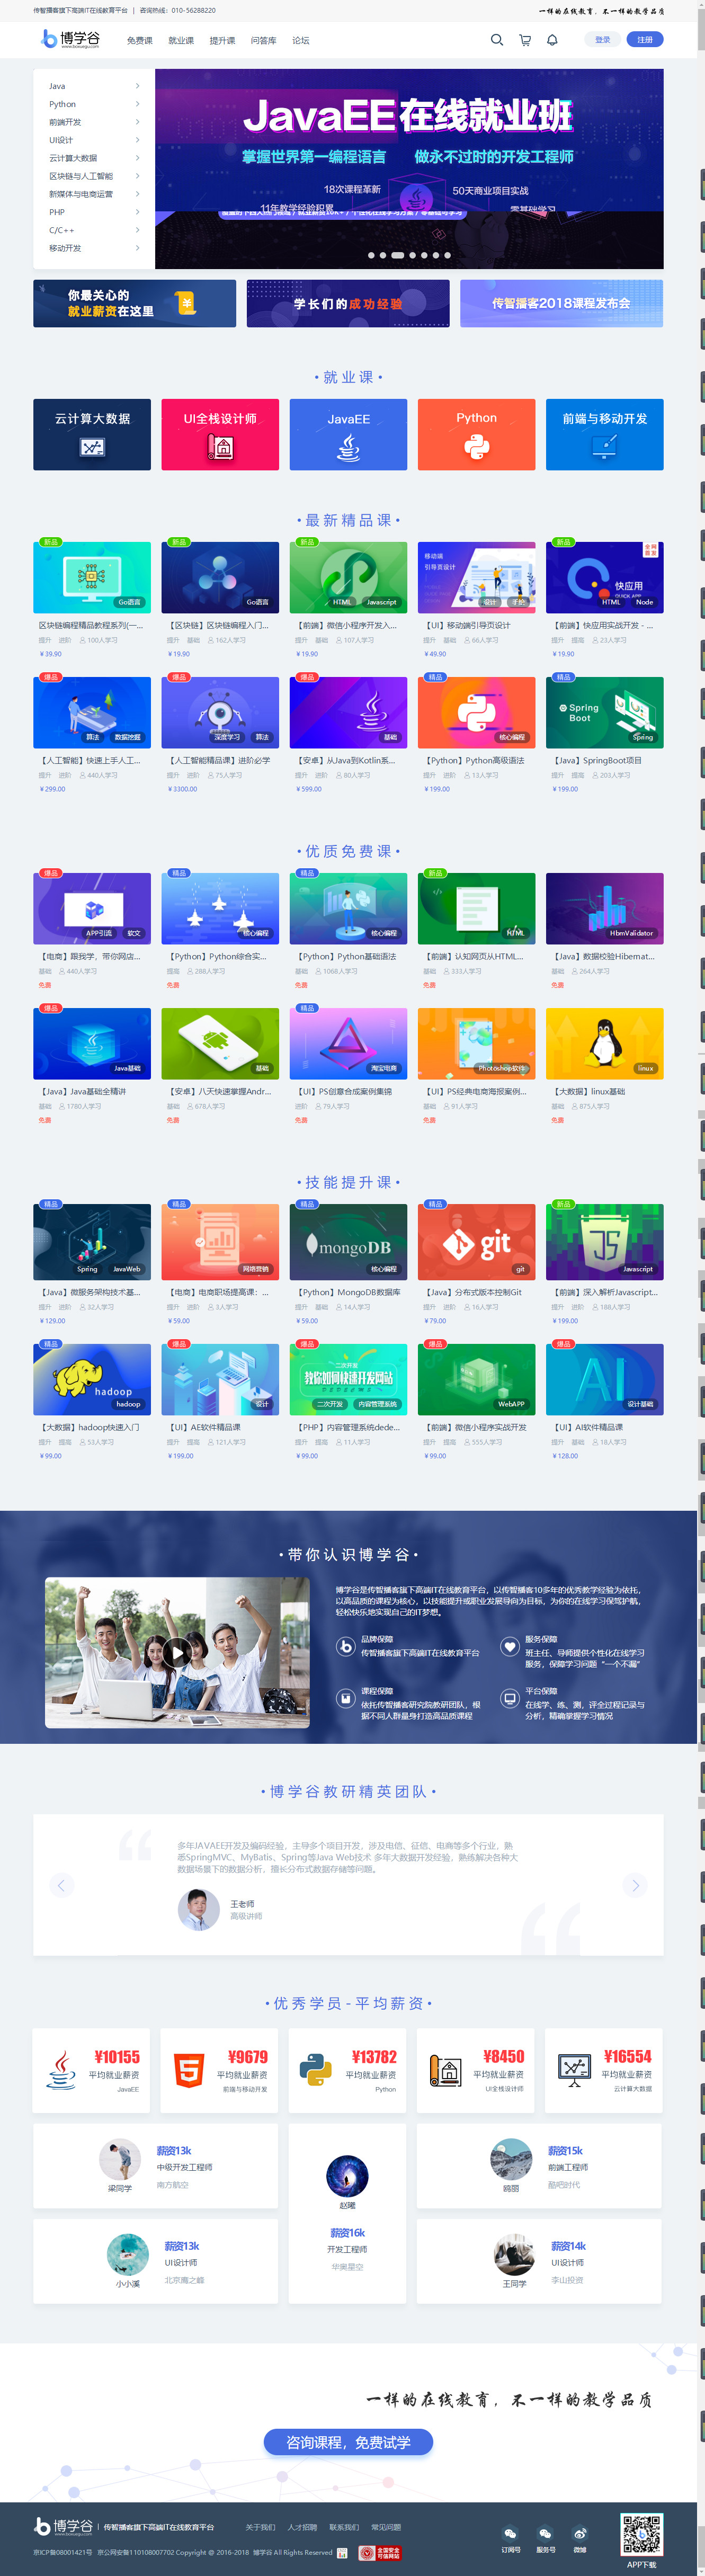 传智播客旗下高端IT在线教育平台 | 咨询热线：010-56288220
一样的在线教育，不一样的教学品质
博学谷
免费课 就业课 提升课 问答库 论坛
登录 注册
Java
Python
前端开发
UI设计
云计算大数据
区块链与人工智能
新媒体与电商运营
PHP
C/C++
移动开发
JavaEE在线就业班
掌握世界第一编程语言 做永不过时的开发工程师
18次课程革新
50天商业项目实战
11年教学经验积累
零基础学习
你最关心的
就业薪资在这里
学长们的成功经验
传智播客2018课程发布会
•就业课•
云计算大数据 UI全栈设计师 JavaEE Python 前端与移动开发
•最新精品课•
新品 新品 新品 新品
移动端
引导页设计
快应用
QUICK APP
全网首发
Go语言 Go语言 HTML Javascript 设计 手绘 HTML Node
区块链编程精品教程系列(一... 【区块链】区块链编程入门... 【前端】微信小程序开发入... 【UI】移动端引导页设计 【前端】快应用实战开发 - ...
提升 进阶 100人学习 提升 基础 162人学习 提升 基础 107人学习 提升 基础 66人学习 提升 提高 23人学习
￥39.90 ￥19.90 ￥19.90 ￥49.90 ￥19.90
爆品 爆品 爆品 精品 精品
Spring
Boot
算法 数据挖掘 深度学习 算法 基础 核心编程 Spring
【人工智能】快速上手人工... 【人工智能精品课】进阶必学 【安卓】从Java到Kotlin系... 【Python】Python高级语法 【Java】SpringBoot项目
提升 进阶 440人学习 提升 进阶 75人学习 提升 进阶 80人学习 提升 进阶 13人学习 提升 提高 203人学习
￥299.00 ￥3300.00 ￥599.00 ￥199.00 ￥199.00
•优质免费课•
爆品 精品 精品 新品
APP引流 软文 核心编程 核心编程 HTML HbmValidator
【电商】跟我学，带你网店... 【Python】Python综合实... 【Python】Python基础语法 【前端】认知网页从HTML... 【Java】数据校验Hibernat...
基础 440人学习 提高 288人学习 基础 1068人学习 基础 333人学习 基础 264人学习
免费 免费 免费 免费 免费
爆品 精品
Java基础 基础 淘宝电商 Photoshop软件 linux
【Java】Java基础全精讲 【安卓】八天快速掌握Andr... 【UI】PS创意合成案例集锦 【UI】PS经典电商海报案例... 【大数据】linux基础
基础 1780人学习 基础 678人学习 进阶 79人学习 基础 91人学习 基础 875人学习
免费 免费 免费 免费 免费
•技能提升课•
精品 精品 精品 精品 新品
mongoDB git JS
Spring JavaWeb 网络营销 核心编程 git Javascript
【Java】微服务架构技术基... 【电商】电商职场提高课：... 【Python】MongoDB数据库 【Java】分布式版本控制Git 【前端】深入解析Javascript...
提升 进阶 32人学习 提升 进阶 3人学习 提升 基础 14人学习 提升 进阶 16人学习 提升 进阶 188人学习
￥129.00 ￥59.00 ￥59.00 ￥79.00 ￥199.00
精品 爆品 爆品 爆品 爆品
二次开发
教你如何快速开发网站
hadoop AI
hadoop 设计 二次开发 内容管理系统 WebAPP 设计基础
【大数据】hadoop快速入门 【UI】AE软件精品课 【PHP】内容管理系统dede... 【前端】微信小程序实战开发 【UI】AI软件精品课
提升 提高 53人学习 提升 提高 121人学习 提升 提高 11人学习 提升 提高 555人学习 提升 基础 18人学习
￥99.00 ￥199.00 ￥99.00 ￥99.00 ￥128.00
•带你认识博学谷•
博学谷是传智播客旗下高端IT在线教育平台，以传智播客10多年的优秀教学经验为依托，
以高品质的课程为核心，以技能提升或职业发展导向为目标，为你的在线学习保驾护航，
轻松快乐地实现自己的IT梦想。
品牌保障
传智播客旗下高端IT在线教育平台
服务保障
班主任、导师提供个性化在线学习
服务，保障学习问题“一个不漏”
课程保障
依托传智播客研究院教研团队，根
据不同人群量身打造高品质课程
平台保障
在线学、练、测，评全过程记录与
分析，精确掌握学习情况
•博学谷教研精英团队•
多年JAVAEE开发及编码经验，主导多个项目开发，涉及电信、征信、电商等多个行业，熟
悉SpringMVC、MyBatis、Spring等Java Web技术 多年大数据开发经验，熟练解决各种大
数据场景下的数据分析，擅长分布式数据存储等问题。
王老师
高级讲师
•优秀学员-平均薪资•
¥10155 ¥9679 ¥13782 ¥8450 ¥16554
平均就业薪资 平均就业薪资 平均就业薪资 平均就业薪资 平均就业薪资
JavaEE 前端与移动开发 Python UI全栈设计师 云计算大数据
薪资13k
中级开发工程师
南方航空
梁同学
赵曦
薪资16k
开发工程师
华奥星空
薪资15k
前端工程师
酷吧时代
鸥丽
薪资13k
UI设计师
北京鹰之峰
小小溪
薪资14k
UI设计师
李山投资
王同学
一样的在线教育，不一样的教学品质
咨询课程，免费试学
博学谷 | 传智播客旗下高端IT在线教育平台 关于我们 人才招聘 联系我们 常见问题
京ICP备08001421号 京公网安备110108007702 Copyright @ 2016-2018 博学谷 All Rights Reserved
订阅号 服务号 微博
APP下载